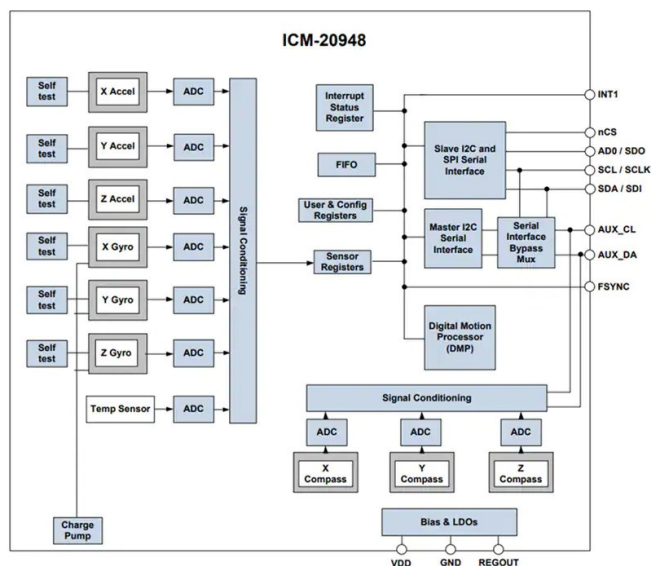 ICM-20948
Self
test
X Accel
ADC
Self
test
Y Accel
ADC
Self
test
Z Accel
ADC
Self
test
X Gyro
ADC
Self
test
Y Gyro
ADC
Self
test
Z Gyro
ADC
Temp Sensor
ADC
Charge
Pump
Signal Conditioning
Interrupt
Status
Register
FIFO
User & Config
Registers
Sensor
Registers
Slave I2C and
SPI Serial
Interface
Master I2C
Serial
Interface
Serial
Interface
Bypass
Mux
Digital Motion
Processor
(DMP)
INT1
nCS
AD0 / SDO
SCL / SCLK
SDA / SDI
AUX_CL
AUX_DA
FSYNC
Signal Conditioning
ADC
ADC
ADC
X
Compass
Y
Compass
Z
Compass
Bias & LDOs
VDD
GND
REGOUT